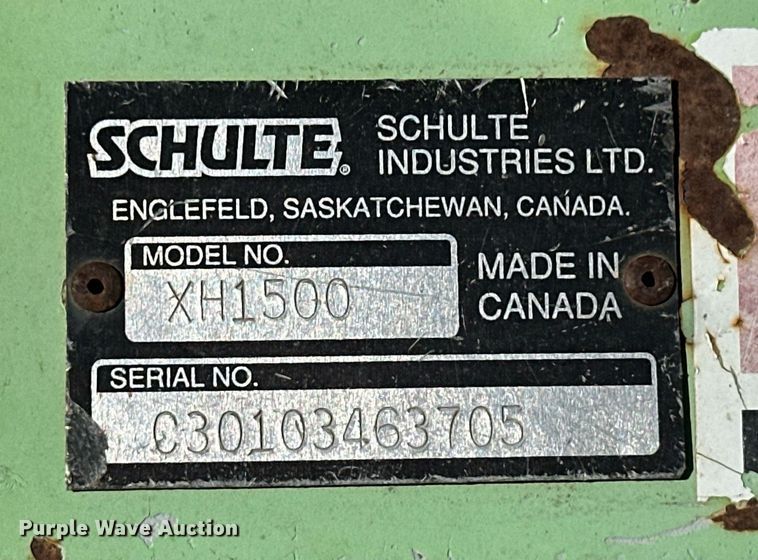 SCHULTE®
SCHULTE
INDUSTRIES LTD.
ENGLEFELD, SASKATCHEWAN, CANADA.
MODEL NO.
XH1500
MADE IN
CANADA
SERIAL NO.
C30103463705
Purple Wave Auction